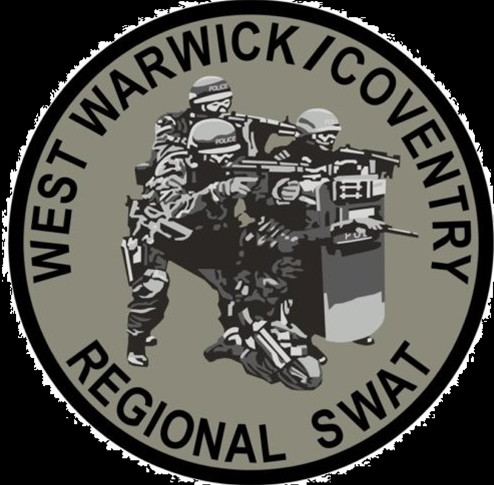 WEST WARWICK/COVENTRY
POLICE
POLICE
REGIONAL SWAT